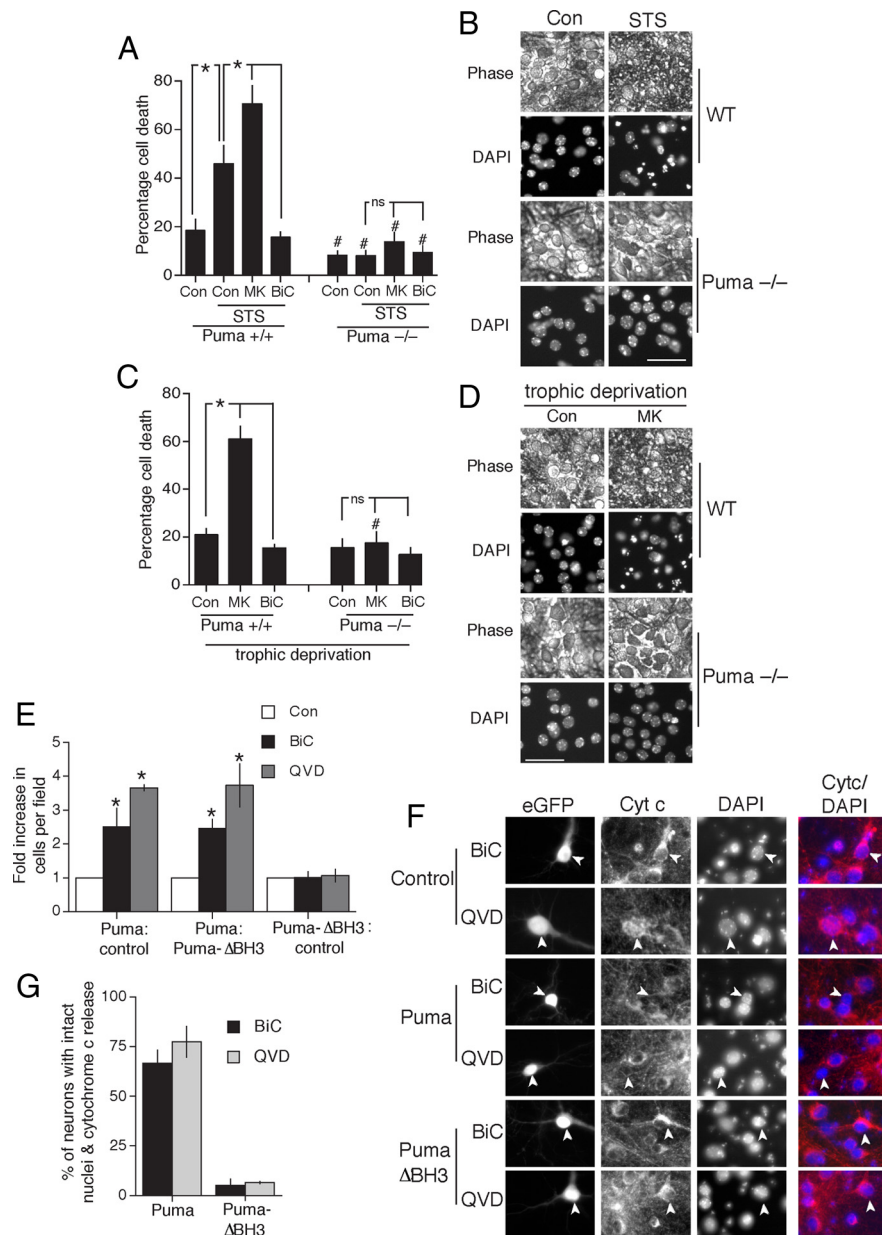 A
Percentage cell death
80
60
40
20
0
* *
ns
# # # #
Con Con MK BiC Con Con MK BiC
STS STS
Puma +/+ Puma –/–
B
Con STS
Phase
DAPI
WT
Phase
DAPI
Puma –/–
C
Percentage cell death
80
60
40
20
0
*
ns
#
Con MK BiC Con MK BiC
Puma +/+ Puma –/–
trophic deprivation
D
trophic deprivation
Con MK
Phase
DAPI
WT
Phase
DAPI
Puma –/–
E
Con
BiC
QVD
Fold increase in
cells per field
5
4
3
2
1
0
* * * *
Puma: Puma: Puma-ΔBH3:
control Puma-ΔBH3 control
F
eGFP Cyt c DAPI Cytc/
DAPI
Control
BiC
QVD
Puma
BiC
QVD
Puma
ΔBH3
BiC
QVD
G
% of neurons with intact
nuclei & cytochrome c release
100
75
50
25
0
BiC
QVD
Puma Puma-
ΔBH3